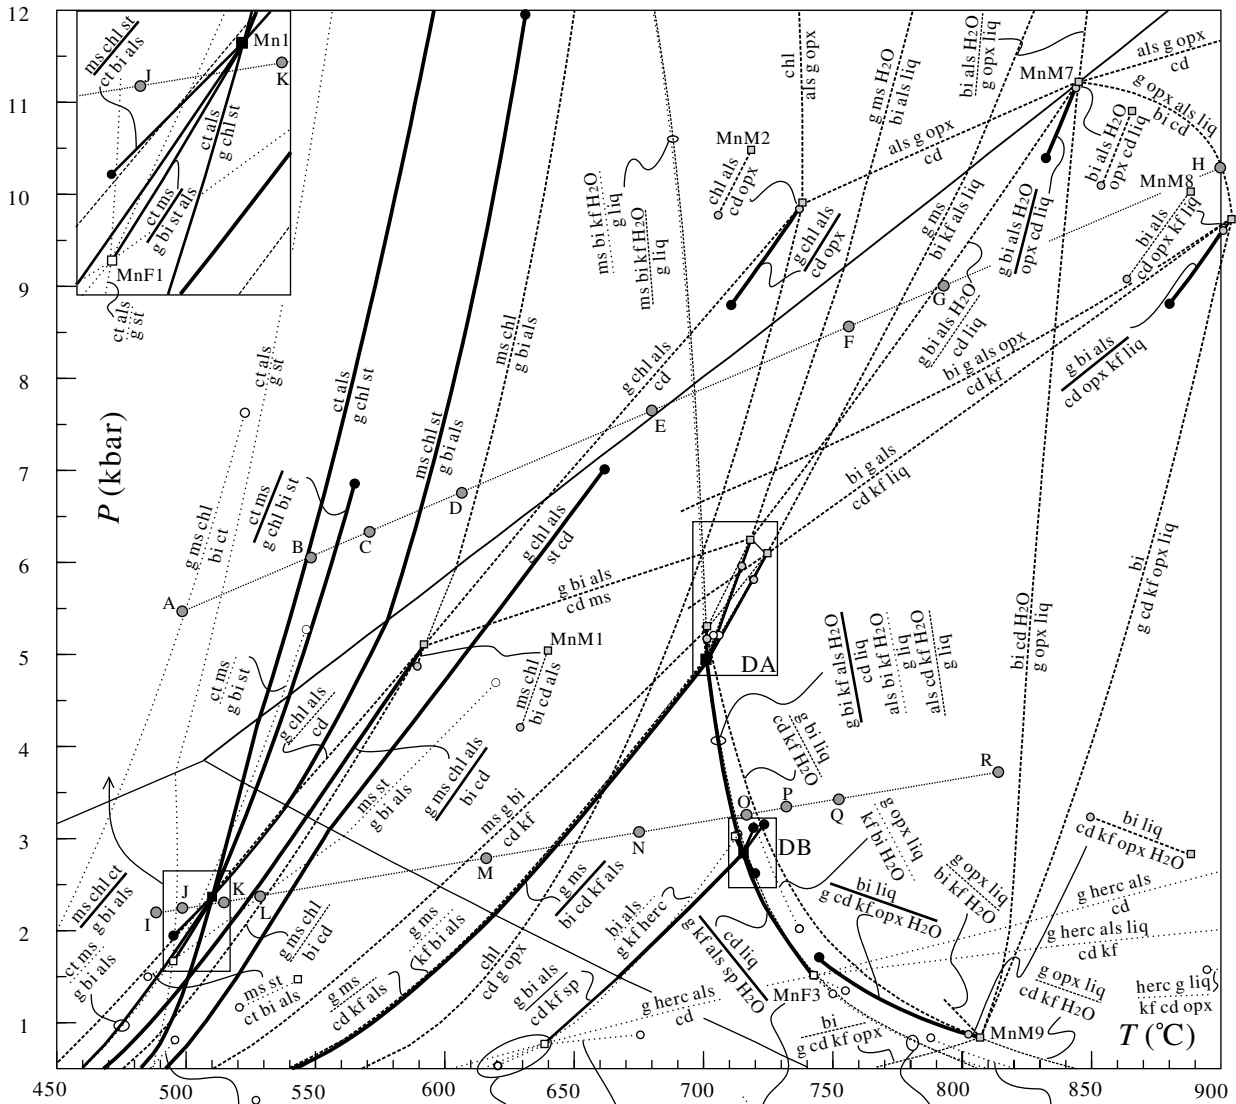 12
11
10
9
8
7
6
5
4
3
2
1
P (kbar)
450
500
550
600
650
700
750
800
850
900
T (°C)
ms chl st
ct bi als
J
K
Mn1
ct als
g chl st
ct ms
g bi st als
MnF1
ct als
g st
ct als
g st
ct als
g chl st
ms chl st
g bi als
ms chl
g bi als
ms bi kf H2O
g liq
ms bi kf H2O
g liq
MnM2
chl als
cd opx
chl
als g opx
g ms H2O
bi als liq
bi als H2O
g opx liq
MnM7
als g opx
cd
g opx als liq
bi cd
bi als H2O
opx cd liq
H
MnM8
als g opx
cd
g chl als
cd opx
g ms
bi kf als liq
g bi als H2O
opx cd liq
bi als
cd opx kf liq
G
F
E
D
C
B
A
g bi als H2O
cd liq
g chl als
cd
bi g als opx
cd kf
g bi als
cd opx kf liq
g ms chl
bi ct
ct ms
g chl bi st
g chl als
st cd
bi g als
cd kf liq
g bi als
cd ms
bi
g cd kf opx liq
bi cd H2O
g opx liq
DA
g bi kf als H2O
cd liq
als bi kf H2O
g liq
als cd kf H2O
g liq
MnM1
ms chl
bi cd als
ct ms
g bi st
g chl als
cd
g ms chl als
bi cd
ms st
g bi als
g bi liq
cd kf H2O
R
O
P
Q
N
M
L
K
J
I
DB
ms g bi
cd kf
g opx liq
kf bi H2O
bi liq
cd kf opx H2O
ms chl ct
g bi als
g ms
bi cd kf als
bi als
g kf herc
bi liq
g cd kf opx H2O
g opx liq
bi kf H2O
g herc als
cd
g herc als liq
cd kf
ct ms
g bi als
g ms chl
bi cd
g ms
kf bi als
chl
cd g opx
cd liq
g kf als sp H2O
g bi als
cd kf sp
ms st
ct bi als
g ms
cd kf als
g herc als
cd
MnF3
bi
g cd kf opx
MnM9
g opx liq
cd kf H2O
herc g liq
kf cd opx